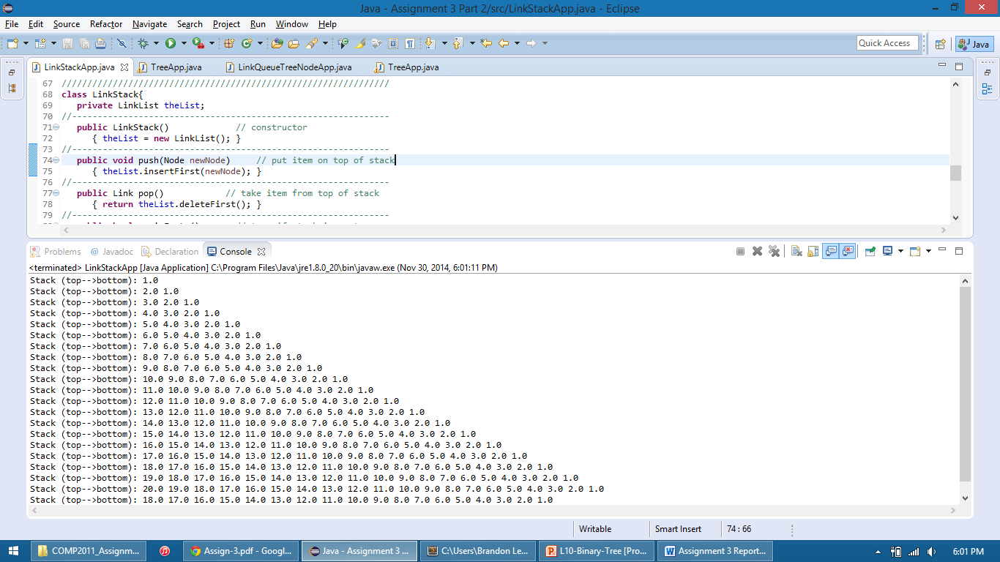 Java - Assignment 3 Part 2/src/LinkStackApp.java - Eclipse
File Edit Source Refactor Navigate Search Project Run Window Help
Quick Access
Java
LinkStackApp.java TreeApp.java LinkQueueTreeNodeApp.java TreeApp.java
67 ////////////////////////////////////////////////////////////////
68 class LinkStack{
69 private LinkList theList;
70 //--------------------------------------------------------------
71 public LinkStack() // constructor
72 { theList = new LinkList(); }
73 //--------------------------------------------------------------
74 public void push(Node newNode) // put item on top of stack
75 { theList.insertFirst(newNode); }
76 //--------------------------------------------------------------
77 public Link pop() // take item from top of stack
78 { return theList.deleteFirst(); }
79 //--------------------------------------------------------------
Problems @ Javadoc Declaration Console
<terminated> LinkStackApp [Java Application] C:\Program Files\Java\jre1.8.0_20\bin\javaw.exe (Nov 30, 2014, 6:01:11 PM)
Stack (top-->bottom): 1.0
Stack (top-->bottom): 2.0 1.0
Stack (top-->bottom): 3.0 2.0 1.0
Stack (top-->bottom): 4.0 3.0 2.0 1.0
Stack (top-->bottom): 5.0 4.0 3.0 2.0 1.0
Stack (top-->bottom): 6.0 5.0 4.0 3.0 2.0 1.0
Stack (top-->bottom): 7.0 6.0 5.0 4.0 3.0 2.0 1.0
Stack (top-->bottom): 8.0 7.0 6.0 5.0 4.0 3.0 2.0 1.0
Stack (top-->bottom): 9.0 8.0 7.0 6.0 5.0 4.0 3.0 2.0 1.0
Stack (top-->bottom): 10.0 9.0 8.0 7.0 6.0 5.0 4.0 3.0 2.0 1.0
Stack (top-->bottom): 11.0 10.0 9.0 8.0 7.0 6.0 5.0 4.0 3.0 2.0 1.0
Stack (top-->bottom): 12.0 11.0 10.0 9.0 8.0 7.0 6.0 5.0 4.0 3.0 2.0 1.0
Stack (top-->bottom): 13.0 12.0 11.0 10.0 9.0 8.0 7.0 6.0 5.0 4.0 3.0 2.0 1.0
Stack (top-->bottom): 14.0 13.0 12.0 11.0 10.0 9.0 8.0 7.0 6.0 5.0 4.0 3.0 2.0 1.0
Stack (top-->bottom): 15.0 14.0 13.0 12.0 11.0 10.0 9.0 8.0 7.0 6.0 5.0 4.0 3.0 2.0 1.0
Stack (top-->bottom): 16.0 15.0 14.0 13.0 12.0 11.0 10.0 9.0 8.0 7.0 6.0 5.0 4.0 3.0 2.0 1.0
Stack (top-->bottom): 17.0 16.0 15.0 14.0 13.0 12.0 11.0 10.0 9.0 8.0 7.0 6.0 5.0 4.0 3.0 2.0 1.0
Stack (top-->bottom): 18.0 17.0 16.0 15.0 14.0 13.0 12.0 11.0 10.0 9.0 8.0 7.0 6.0 5.0 4.0 3.0 2.0 1.0
Stack (top-->bottom): 19.0 18.0 17.0 16.0 15.0 14.0 13.0 12.0 11.0 10.0 9.0 8.0 7.0 6.0 5.0 4.0 3.0 2.0 1.0
Stack (top-->bottom): 20.0 19.0 18.0 17.0 16.0 15.0 14.0 13.0 12.0 11.0 10.0 9.0 8.0 7.0 6.0 5.0 4.0 3.0 2.0 1.0
Stack (top-->bottom): 18.0 17.0 16.0 15.0 14.0 13.0 12.0 11.0 10.0 9.0 8.0 7.0 6.0 5.0 4.0 3.0 2.0 1.0
Writable Smart Insert 74 : 66
COMP2011_Assignm... Assign-3.pdf - Googl... Java - Assignment 3 ... C:\Users\Brandon Le... L10-Binary-Tree [Pro... Assignment 3 Report... 6:01 PM